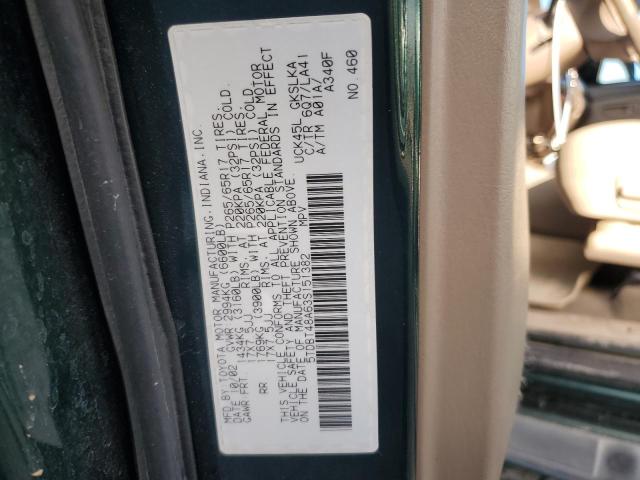 MFD.BY TOYOTA MOTOR MANUFACTURING.INDIANA.INC.
DATE 10/02 GVWR 2994KG (6600LB)
GAWR FRT 1434KG (3160LB) WITH P265/65R17 TIRES.
17X7.5JJ RIMS. AT 220KPA (32PSI) COLD.
RR 1769KG (3900LB) WITH P265/65R17 TIRES.
17X7.5JJ RIMS. AT 220KPA (32PSI) COLD.
THIS VEHICLE CONFORMS TO ALL APPLICABLE FEDERAL MOTOR
VEHICLE SAFETY AND THEFT PREVENTION STANDARDS IN EFFECT
ON THE DATE OF MANUFACTURE SHOWN ABOVE.
5TDBT48A63S151382 MPV
UCK45L GKSLKA
C/TR 6Q7/LA41
A/TM A01A/
A340F
NO.460